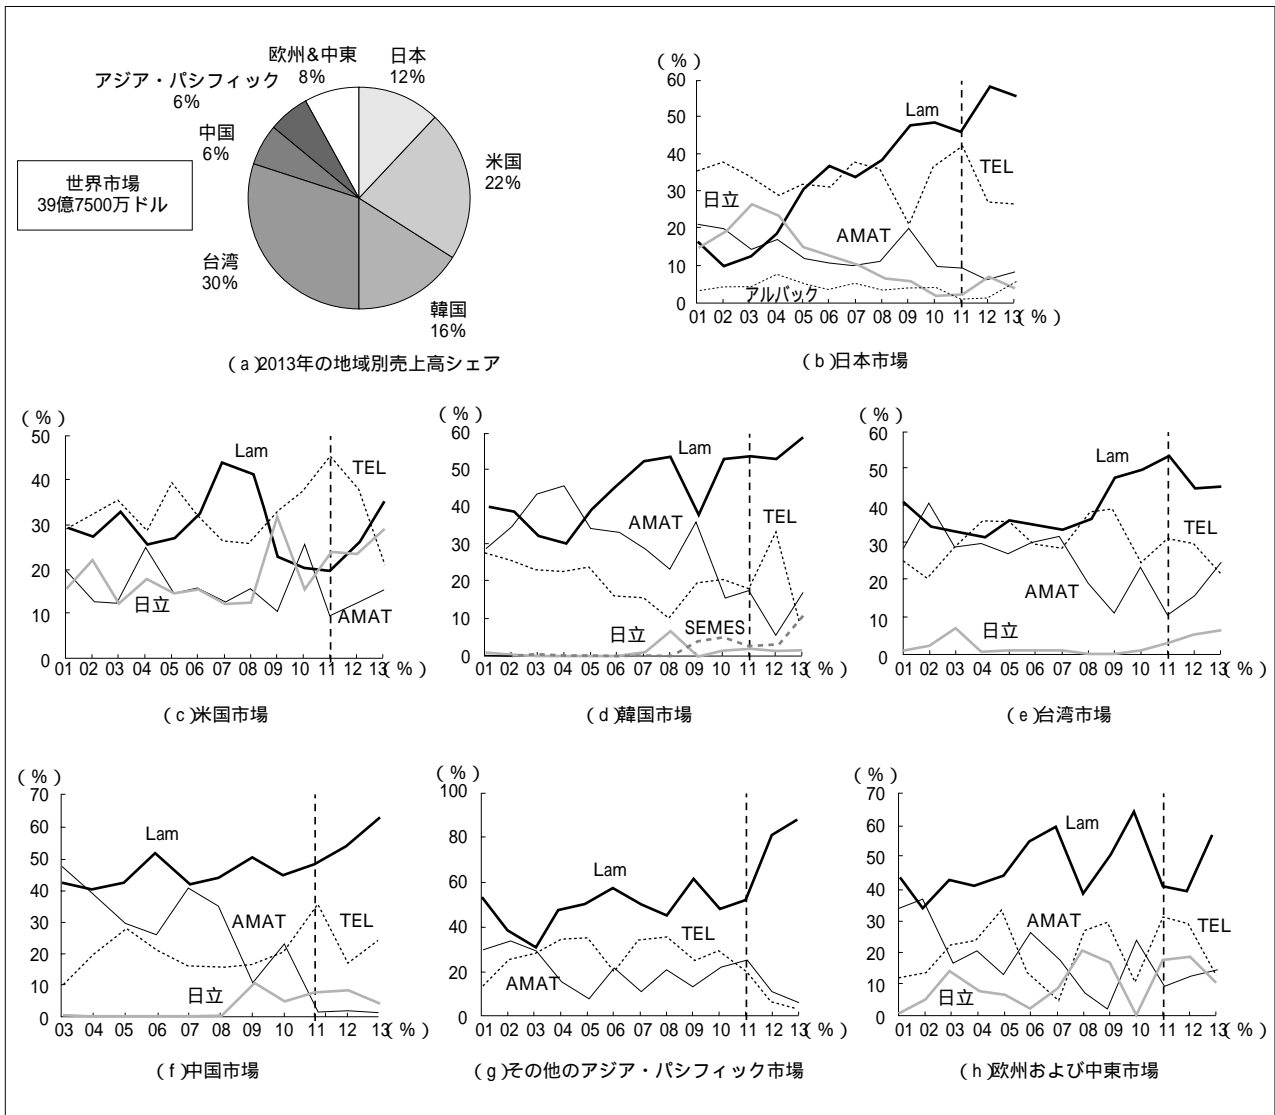 欧州&中東
8%
日本
12%
アジア・パシフィック
6%
中国
6%
米国
22%
世界市場
39億7500万ドル
台湾
30%
韓国
16%
(a)2013年の地域別売上高シェア
(%)
60
50
40
30
20
10
0
Lam
TEL
日立
AMAT
アルバック
01 02 03 04 05 06 07 08 09 10 11 12 13(%)
(b)日本市場
(%)
50
40
30
20
10
0
Lam
TEL
日立
AMAT
01 02 03 04 05 06 07 08 09 10 11 12 13(%)
(c)米国市場
(%)
60
50
40
30
20
10
0
Lam
AMAT
TEL
日立
SEMES
01 02 03 04 05 06 07 08 09 10 11 12 13(%)
(d)韓国市場
(%)
60
50
40
30
20
10
0
Lam
TEL
AMAT
日立
01 02 03 04 05 06 07 08 09 10 11 12 13(%)
(e)台湾市場
(%)
70
60
50
40
30
20
10
0
Lam
AMAT
TEL
日立
03 04 05 06 07 08 09 10 11 12 13(%)
(f)中国市場
(%)
100
80
60
40
20
0
Lam
TEL
AMAT
01 02 03 04 05 06 07 08 09 10 11 12 13(%)
(g)その他のアジア・パシフィック市場
(%)
70
60
50
40
30
20
10
0
Lam
AMAT
TEL
日立
01 02 03 04 05 06 07 08 09 10 11 12 13(%)
(h)欧州および中東市場